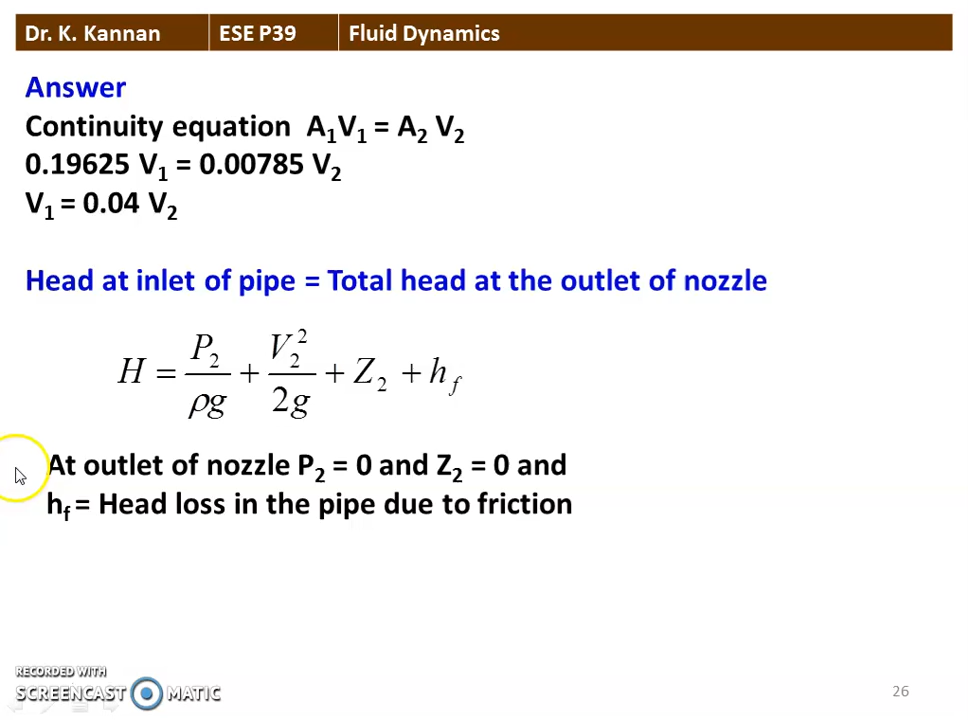 Dr. K. Kannan ESE P39 Fluid Dynamics
Answer
Continuity equation A₁V₁ = A₂ V₂
0.19625 V₁ = 0.00785 V₂
V₁ = 0.04 V₂
Head at inlet of pipe = Total head at the outlet of nozzle
H = P₂/ρg + V₂²/2g + Z₂ + h_f
At outlet of nozzle P₂ = 0 and Z₂ = 0 and
h_f = Head loss in the pipe due to friction
RECORDED WITH
SCREENCAST MATIC
26